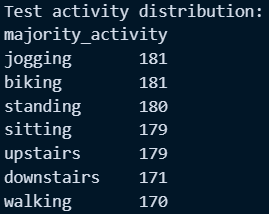 Test activity distribution:
majority_activity
jogging 181
biking 181
standing 180
sitting 179
upstairs 179
downstairs 171
walking 170